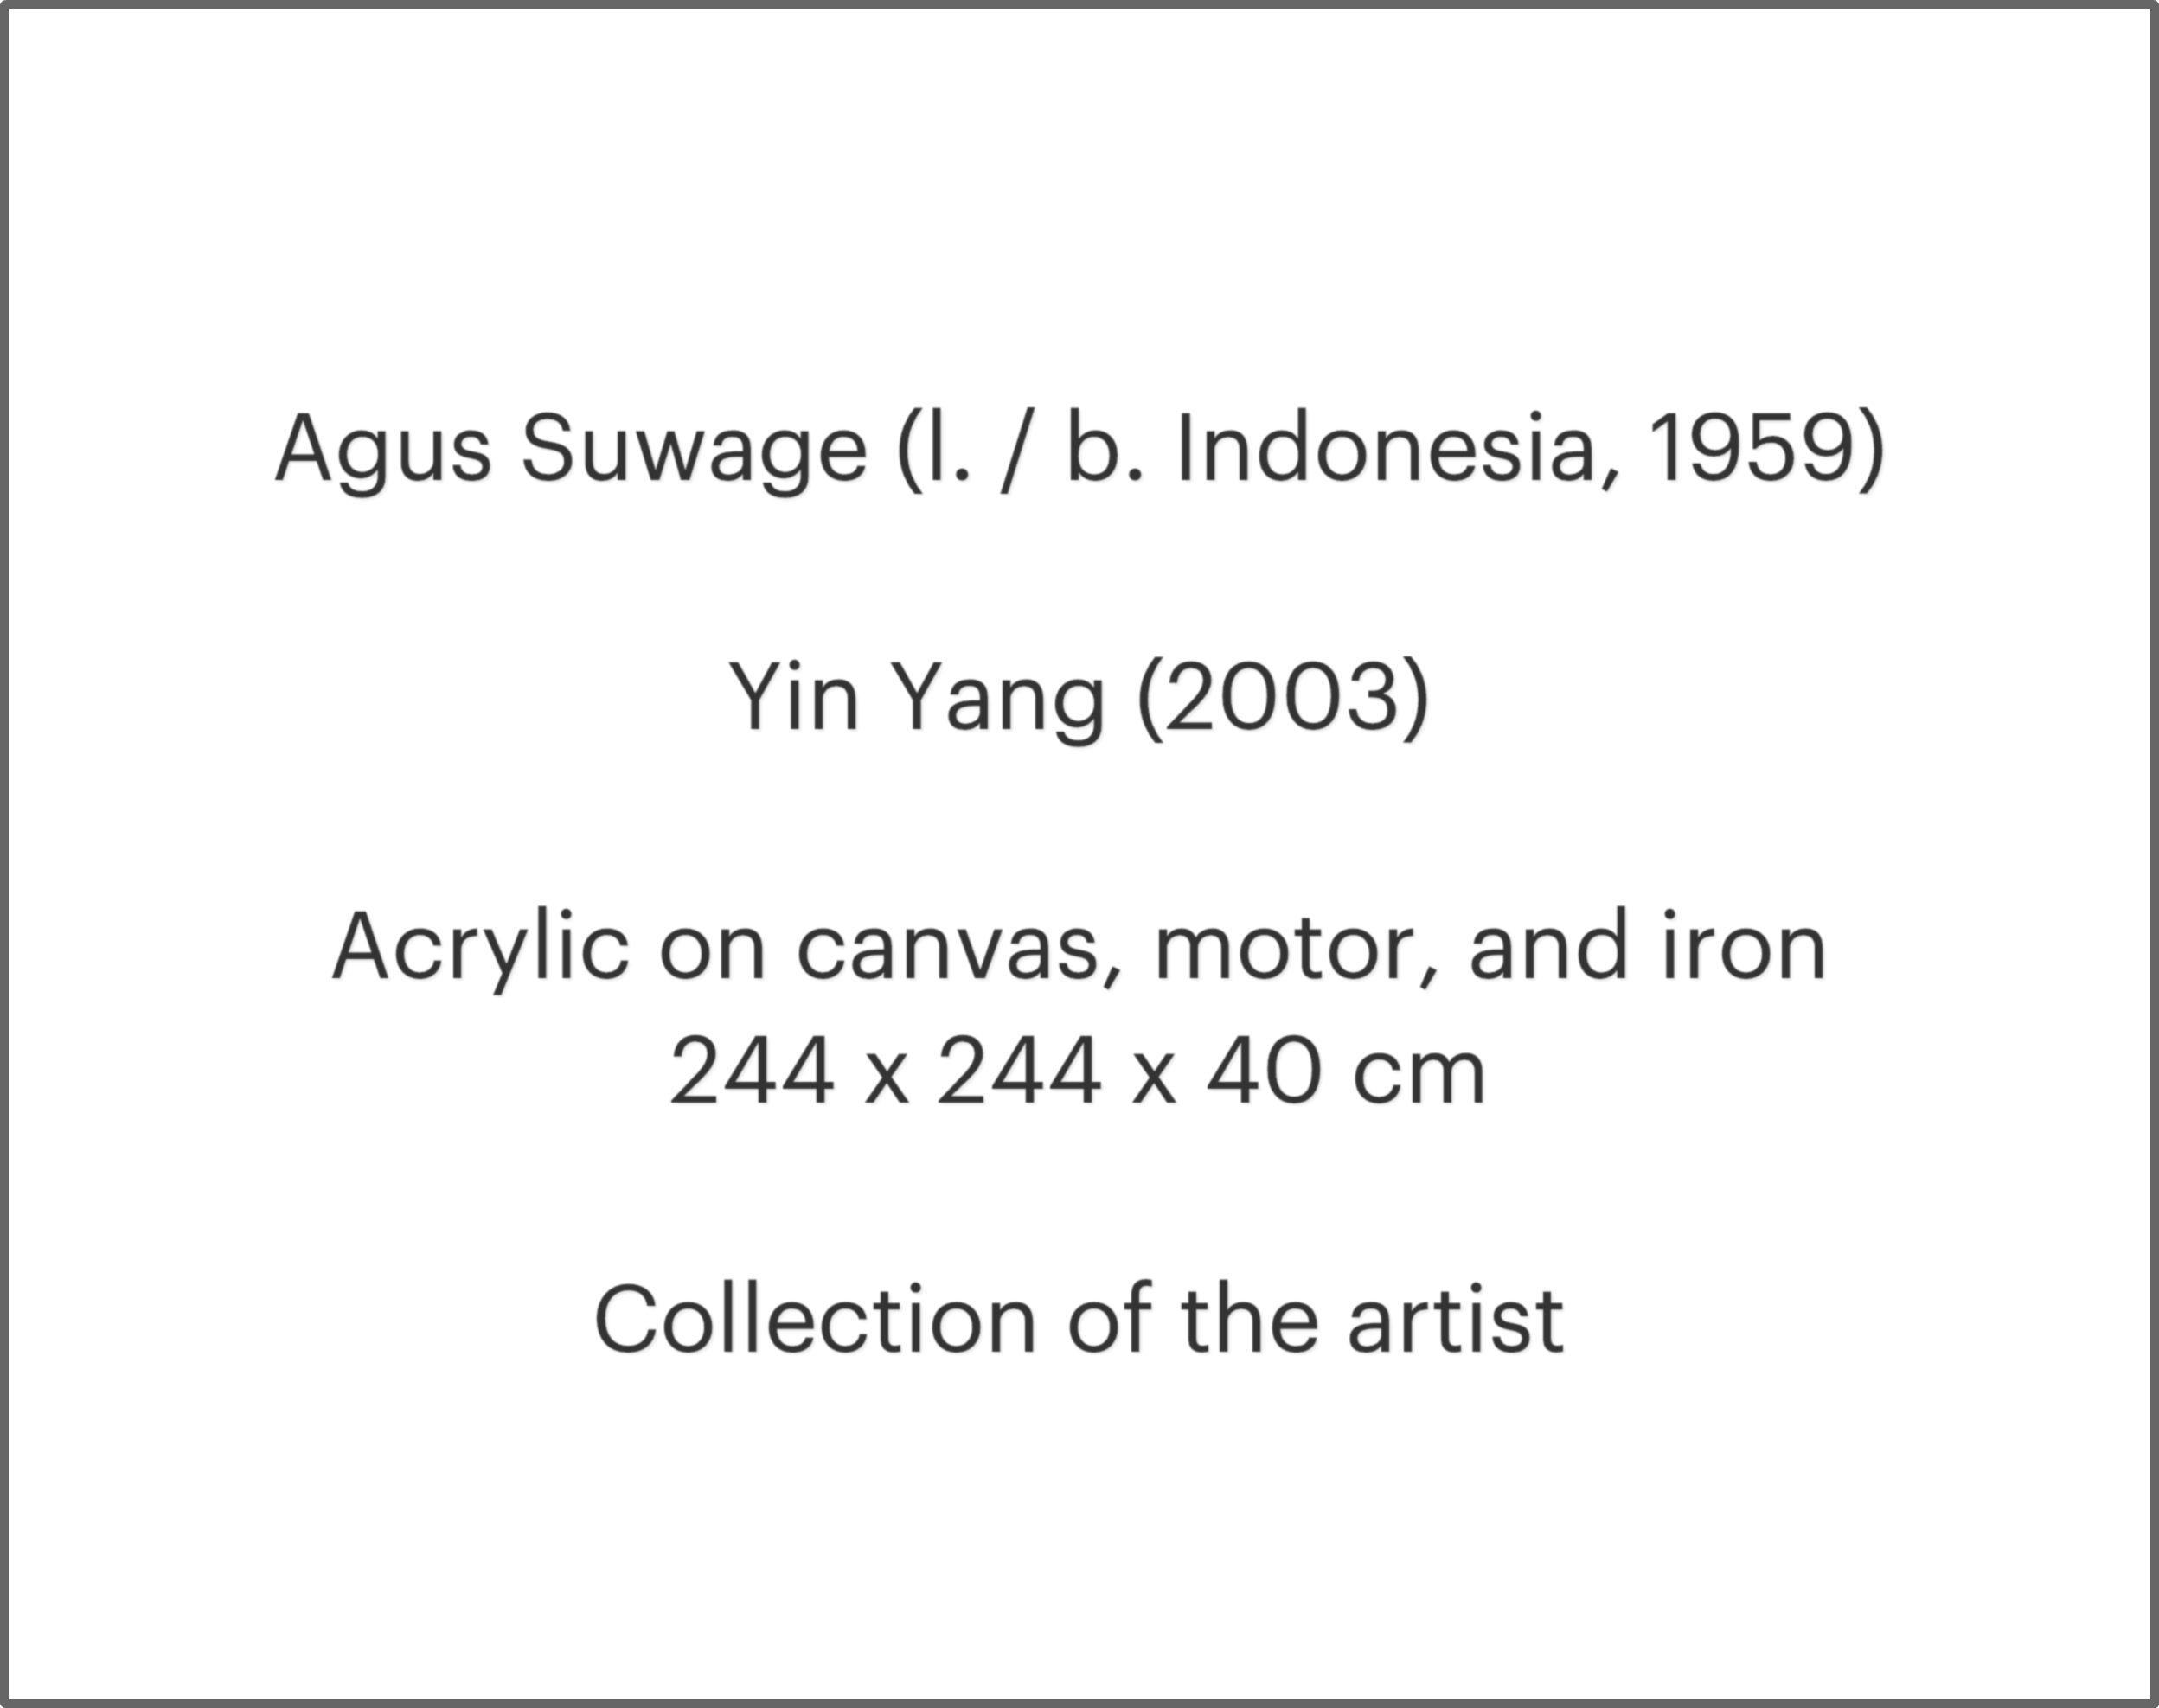 Agus Suwage (l. / b. Indonesia, 1959)
Yin Yang (2003)
Acrylic on canvas, motor, and iron
244 x 244 x 40 cm
Collection of the artist